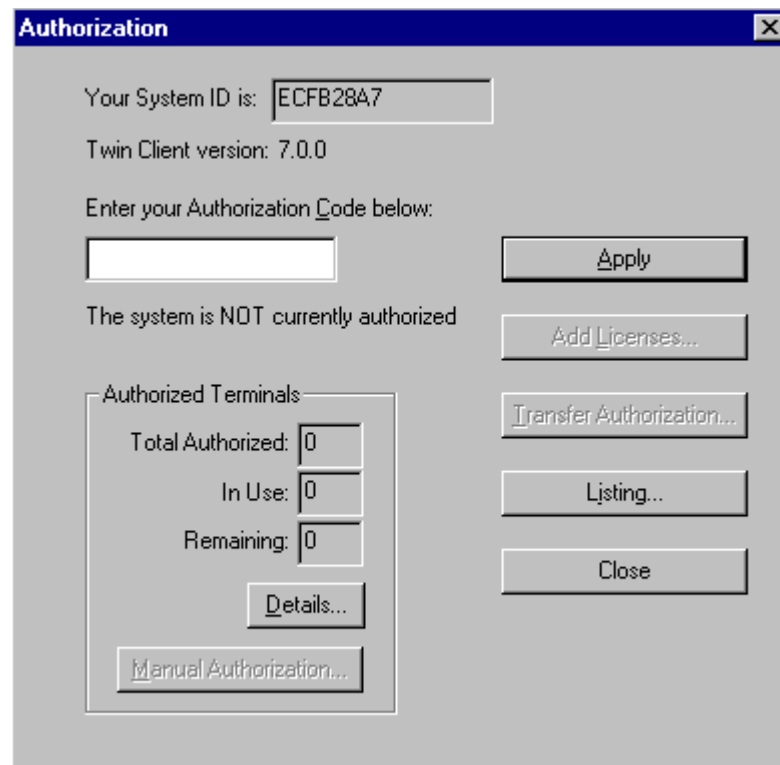 Authorization
Your System ID is: ECFB28A7
Twin Client version: 7.0.0
Enter your Authorization Code below:
Apply
The system is NOT currently authorized
Add Licenses...
Authorized Terminals
Transfer Authorization...
Total Authorized: 0
In Use: 0
Listing...
Remaining: 0
Close
Details...
Manual Authorization...